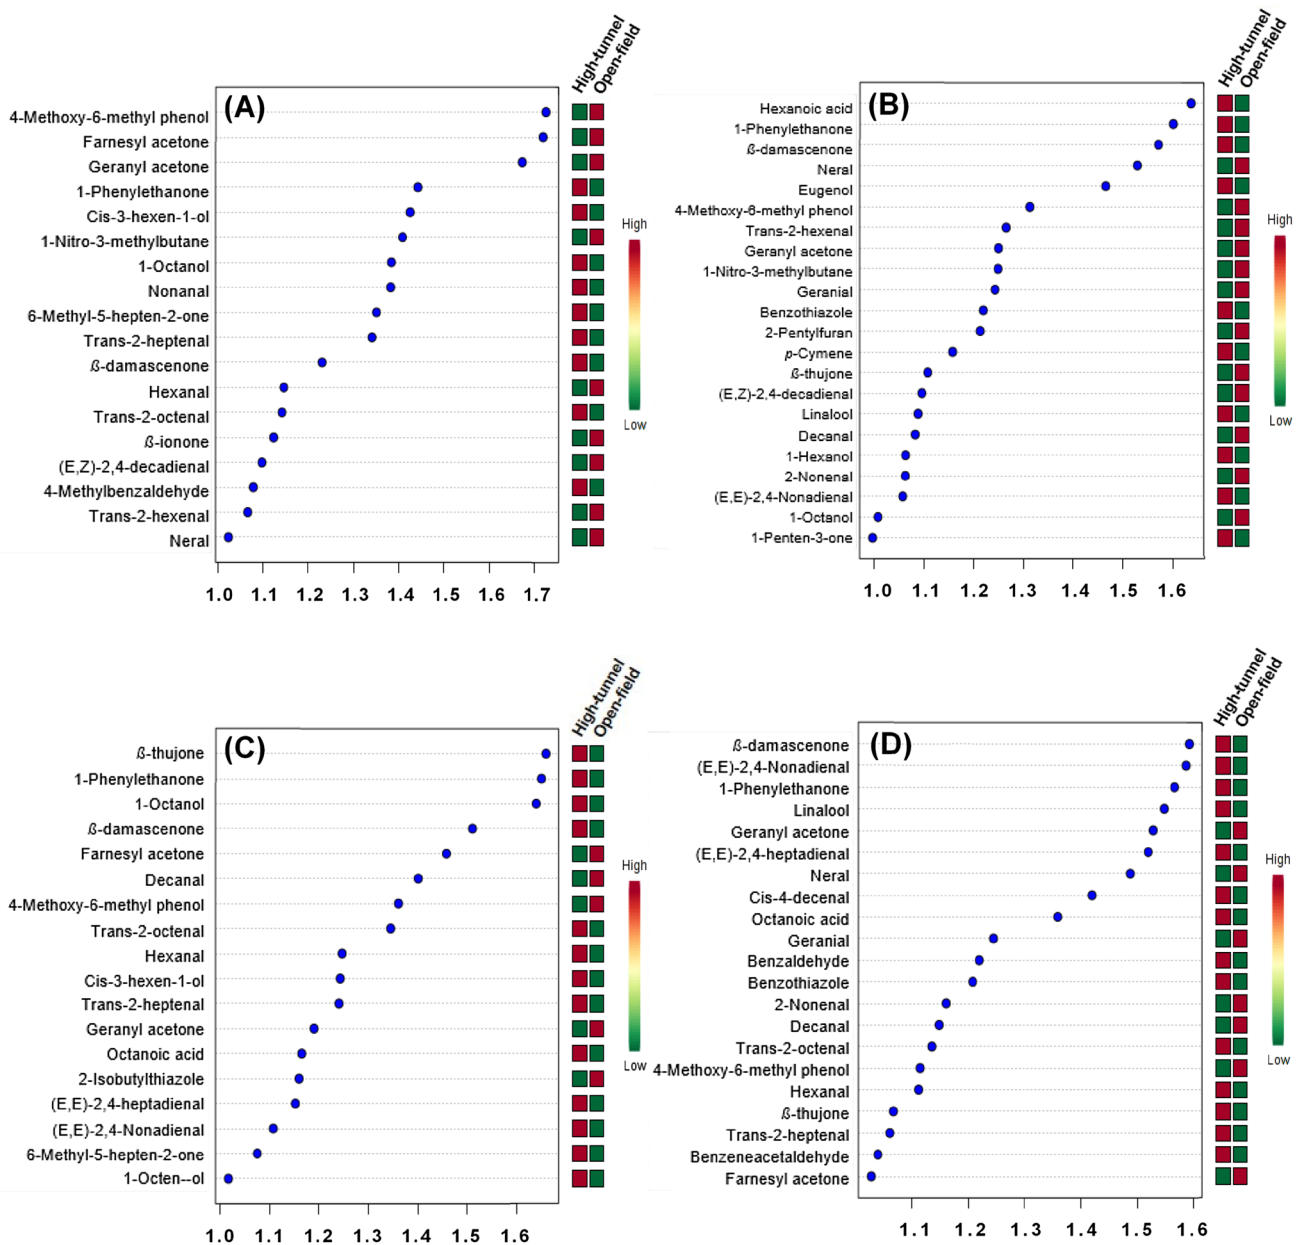 High-tunnel
Open-field
(A)
4-Methoxy-6-methyl phenol
Farnesyl acetone
Geranyl acetone
1-Phenylethanone
Cis-3-hexen-1-ol
1-Nitro-3-methylbutane
1-Octanol
Nonanal
6-Methyl-5-hepten-2-one
Trans-2-heptenal
ß-damascenone
Hexanal
Trans-2-octenal
ß-ionone
(E,Z)-2,4-decadienal
4-Methylbenzaldehyde
Trans-2-hexenal
Neral
High
Low
1.0 1.1 1.2 1.3 1.4 1.5 1.6 1.7
High-tunnel
Open-field
(B)
Hexanoic acid
1-Phenylethanone
ß-damascenone
Neral
Eugenol
4-Methoxy-6-methyl phenol
Trans-2-hexenal
Geranyl acetone
1-Nitro-3-methylbutane
Geranial
Benzothiazole
2-Pentylfuran
p-Cymene
ß-thujone
(E,Z)-2,4-decadienal
Linalool
Decanal
1-Hexanol
2-Nonenal
(E,E)-2,4-Nonadienal
1-Octanol
1-Penten-3-one
High
Low
1.0 1.1 1.2 1.3 1.4 1.5 1.6
High-tunnel
Open-field
(C)
ß-thujone
1-Phenylethanone
1-Octanol
ß-damascenone
Farnesyl acetone
Decanal
4-Methoxy-6-methyl phenol
Trans-2-octenal
Hexanal
Cis-3-hexen-1-ol
Trans-2-heptenal
Geranyl acetone
Octanoic acid
2-Isobutylthiazole
(E,E)-2,4-heptadienal
(E,E)-2,4-Nonadienal
6-Methyl-5-hepten-2-one
1-Octen--ol
High
Low
1.0 1.1 1.2 1.3 1.4 1.5 1.6
High-tunnel
Open-field
(D)
ß-damascenone
(E,E)-2,4-Nonadienal
1-Phenylethanone
Linalool
Geranyl acetone
(E,E)-2,4-heptadienal
Neral
Cis-4-decenal
Octanoic acid
Geranial
Benzaldehyde
Benzothiazole
2-Nonenal
Decanal
Trans-2-octenal
4-Methoxy-6-methyl phenol
Hexanal
ß-thujone
Trans-2-heptenal
Benzeneacetaldehyde
Farnesyl acetone
High
Low
1.1 1.2 1.3 1.4 1.5 1.6